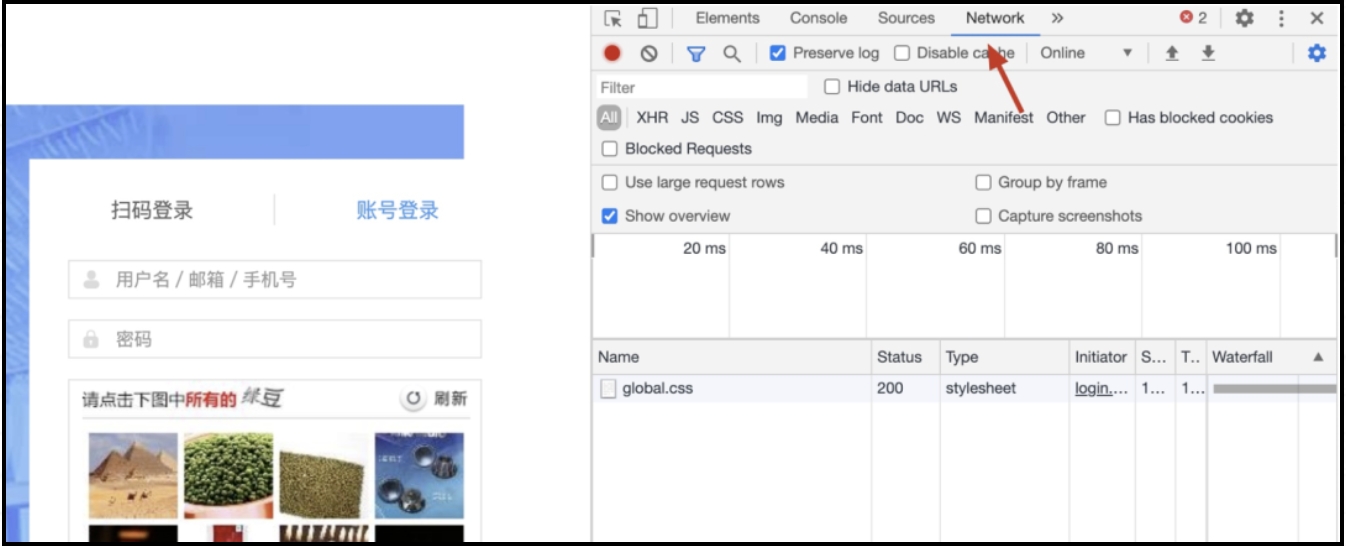 Elements Console Sources Network » 2
Preserve log Disable cache Online
Filter Hide data URLs
All XHR JS CSS Img Media Font Doc WS Manifest Other Has blocked cookies
Blocked Requests
Use large request rows Group by frame
Show overview Capture screenshots
20 ms 40 ms 60 ms 80 ms 100 ms
Name Status Type Initiator S... T... Waterfall
global.css 200 stylesheet login.... 1... 1...
扫码登录 账号登录
用户名 / 邮箱 / 手机号
密码
请点击下图中所有的 绿豆 刷新